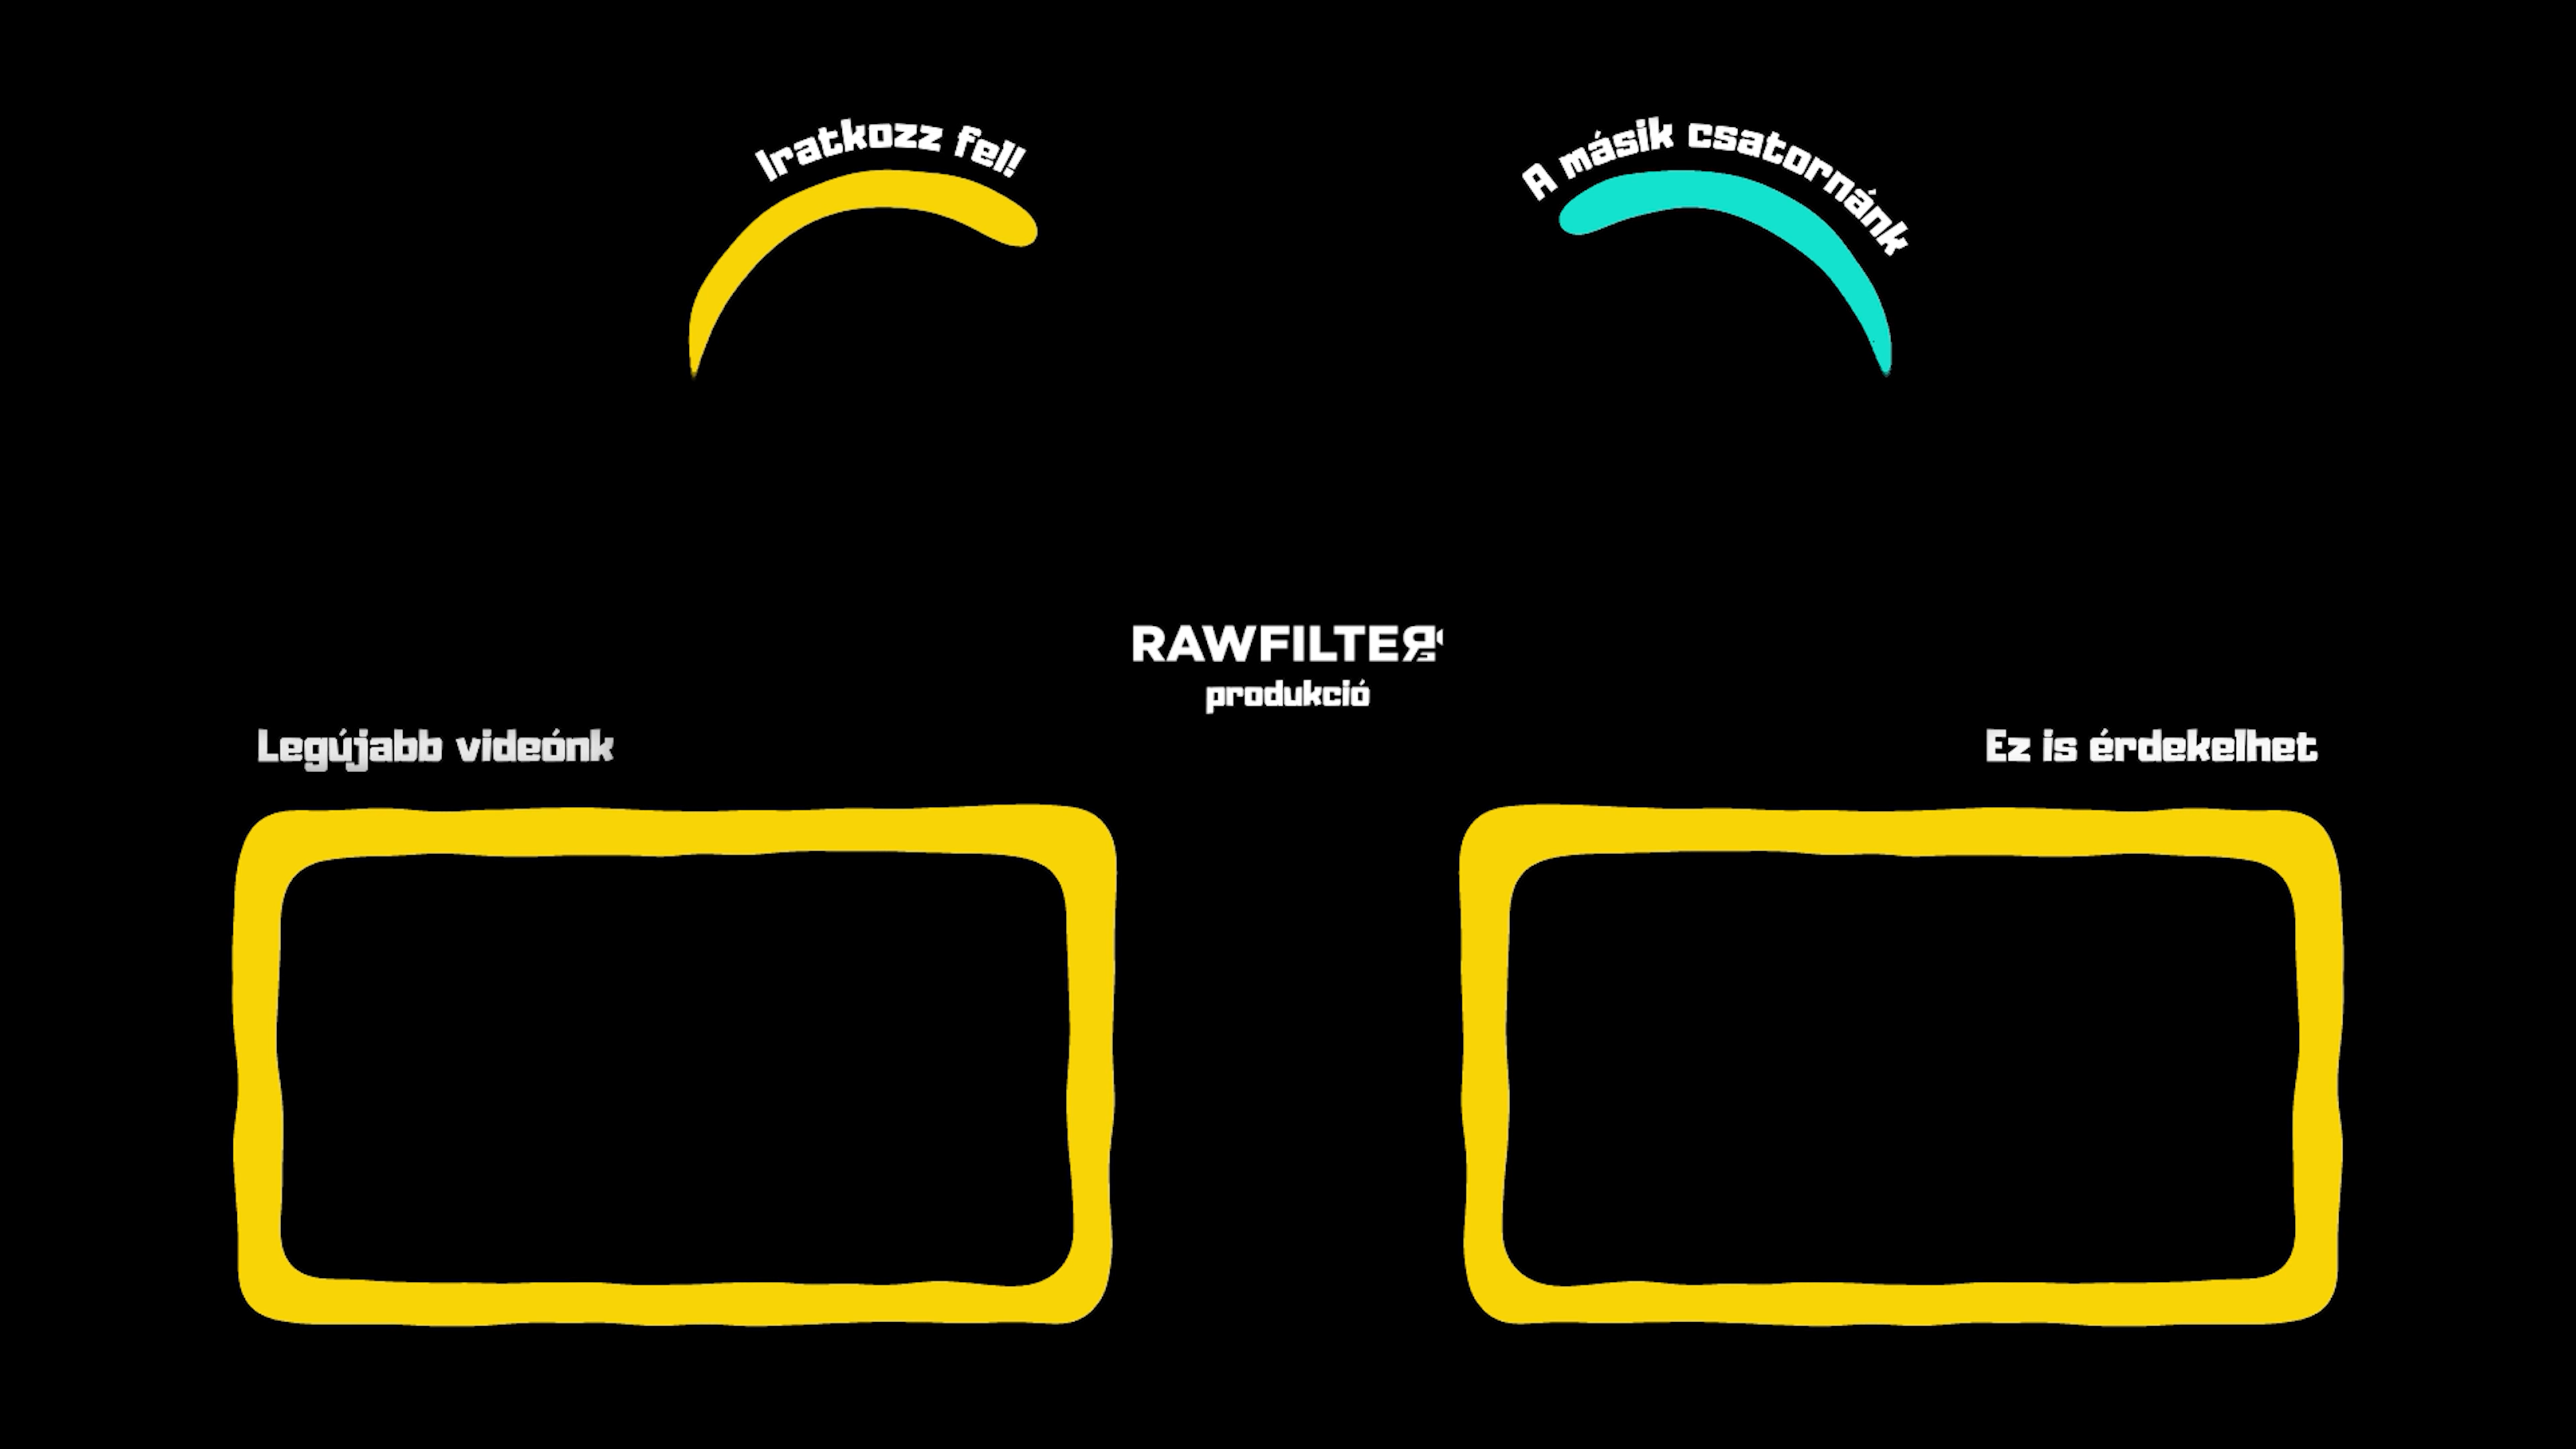 Iratkozz fel!
A másik csatornánk
RAWFILTER
produkció
Legújabb videónk
Ez is érdekelhet